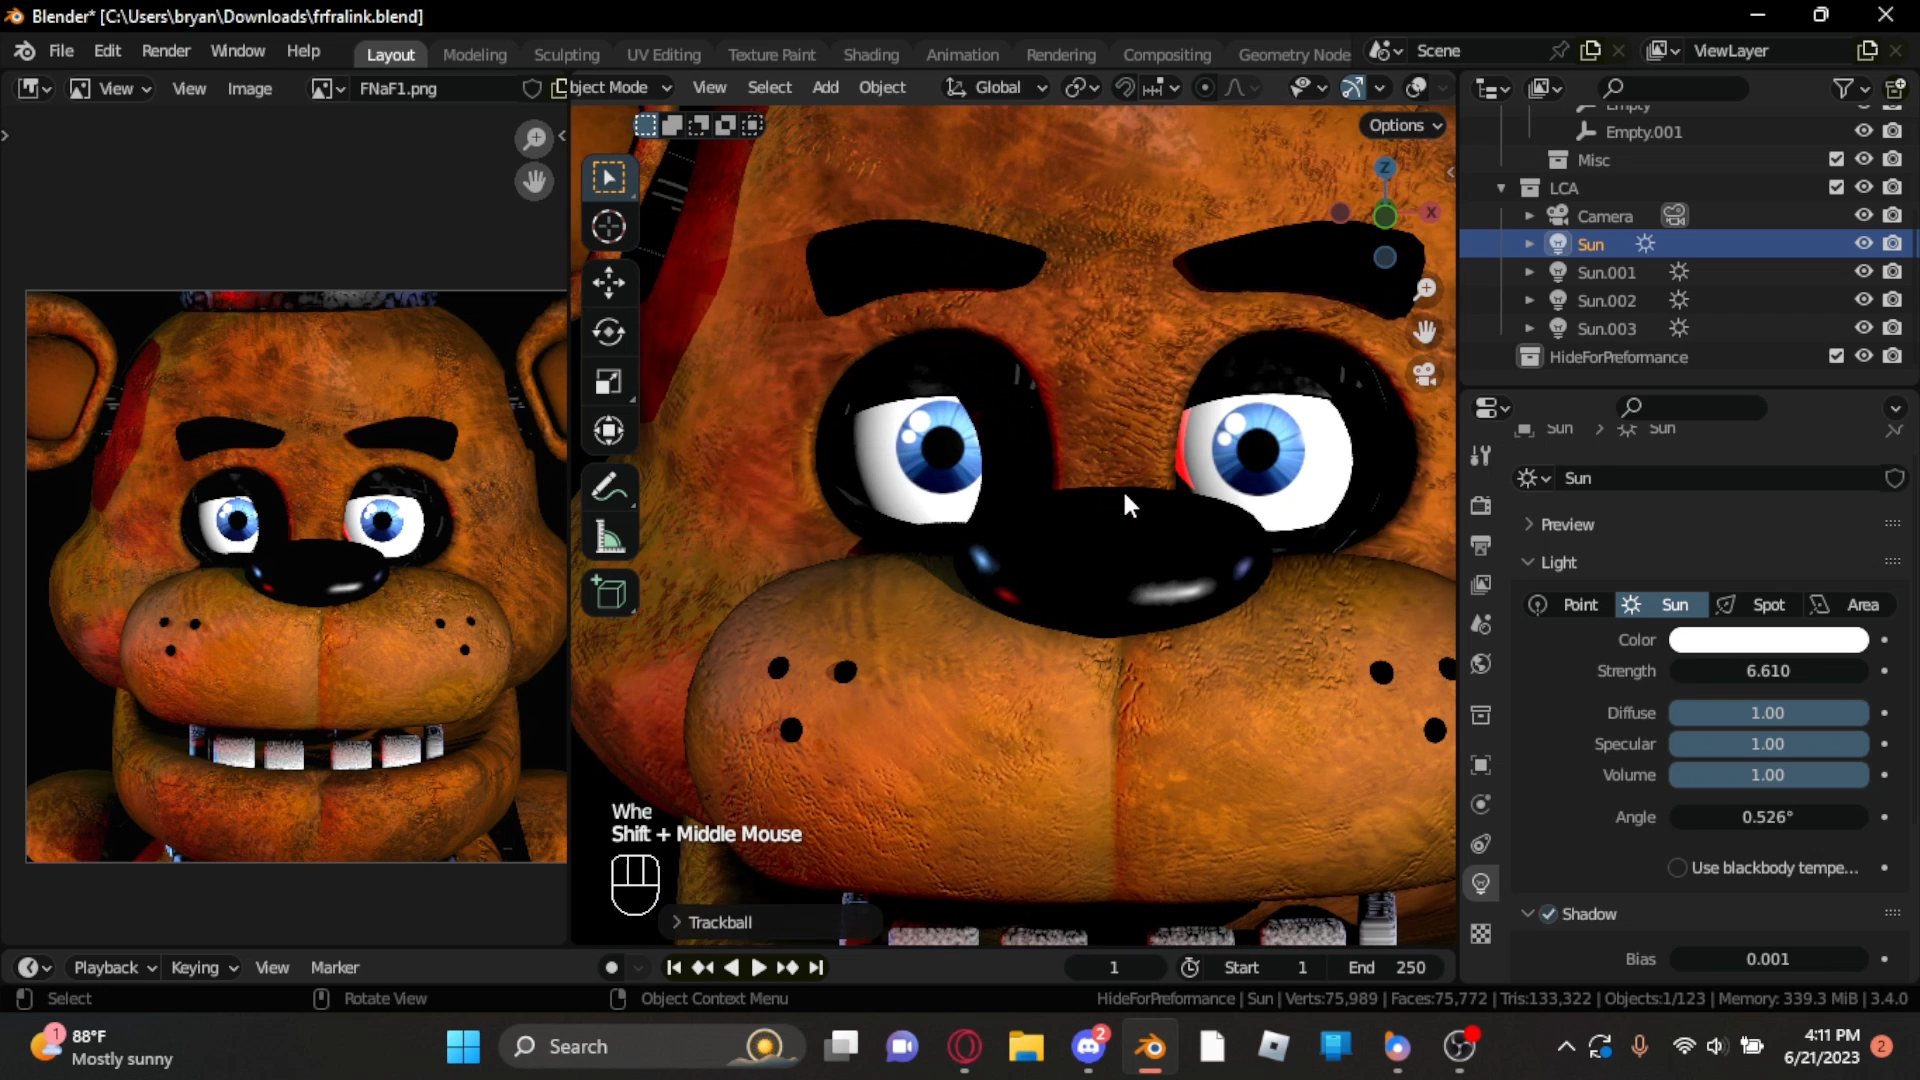 Blender* [C:\Users\bryan\Downloads\frfralink.blend]
File Edit Render Window Help Layout Modeling Sculpting UV Editing Texture Paint Shading Animation Rendering Compositing Geometry Node Scene ViewLayer
View View Image FNaF1.png bject Mode View Select Add Object Global
Options
Z
X
Empty
Empty.001
Misc
LCA
Camera
Sun
Sun.001
Sun.002
Sun.003
HideForPreformance
Sun > Sun
Sun
Preview
Light
Point Sun Spot Area
Color
Strength 6.610
Diffuse 1.00
Specular 1.00
Volume 1.00
Angle 0.526°
Use blackbody tempe...
Shadow
Bias 0.001
Whe
Shift + Middle Mouse
Trackball
Playback Keying View Marker 1 Start 1 End 250
Select Rotate View Object Context Menu HideForPreformance | Sun | Verts:75,989 | Faces:75,772 | Tris:133,322 | Objects:1/123 | Memory: 339.3 MiB | 3.4.0
1 88°F
Mostly sunny
Search
2
4:11 PM
6/21/2023
2